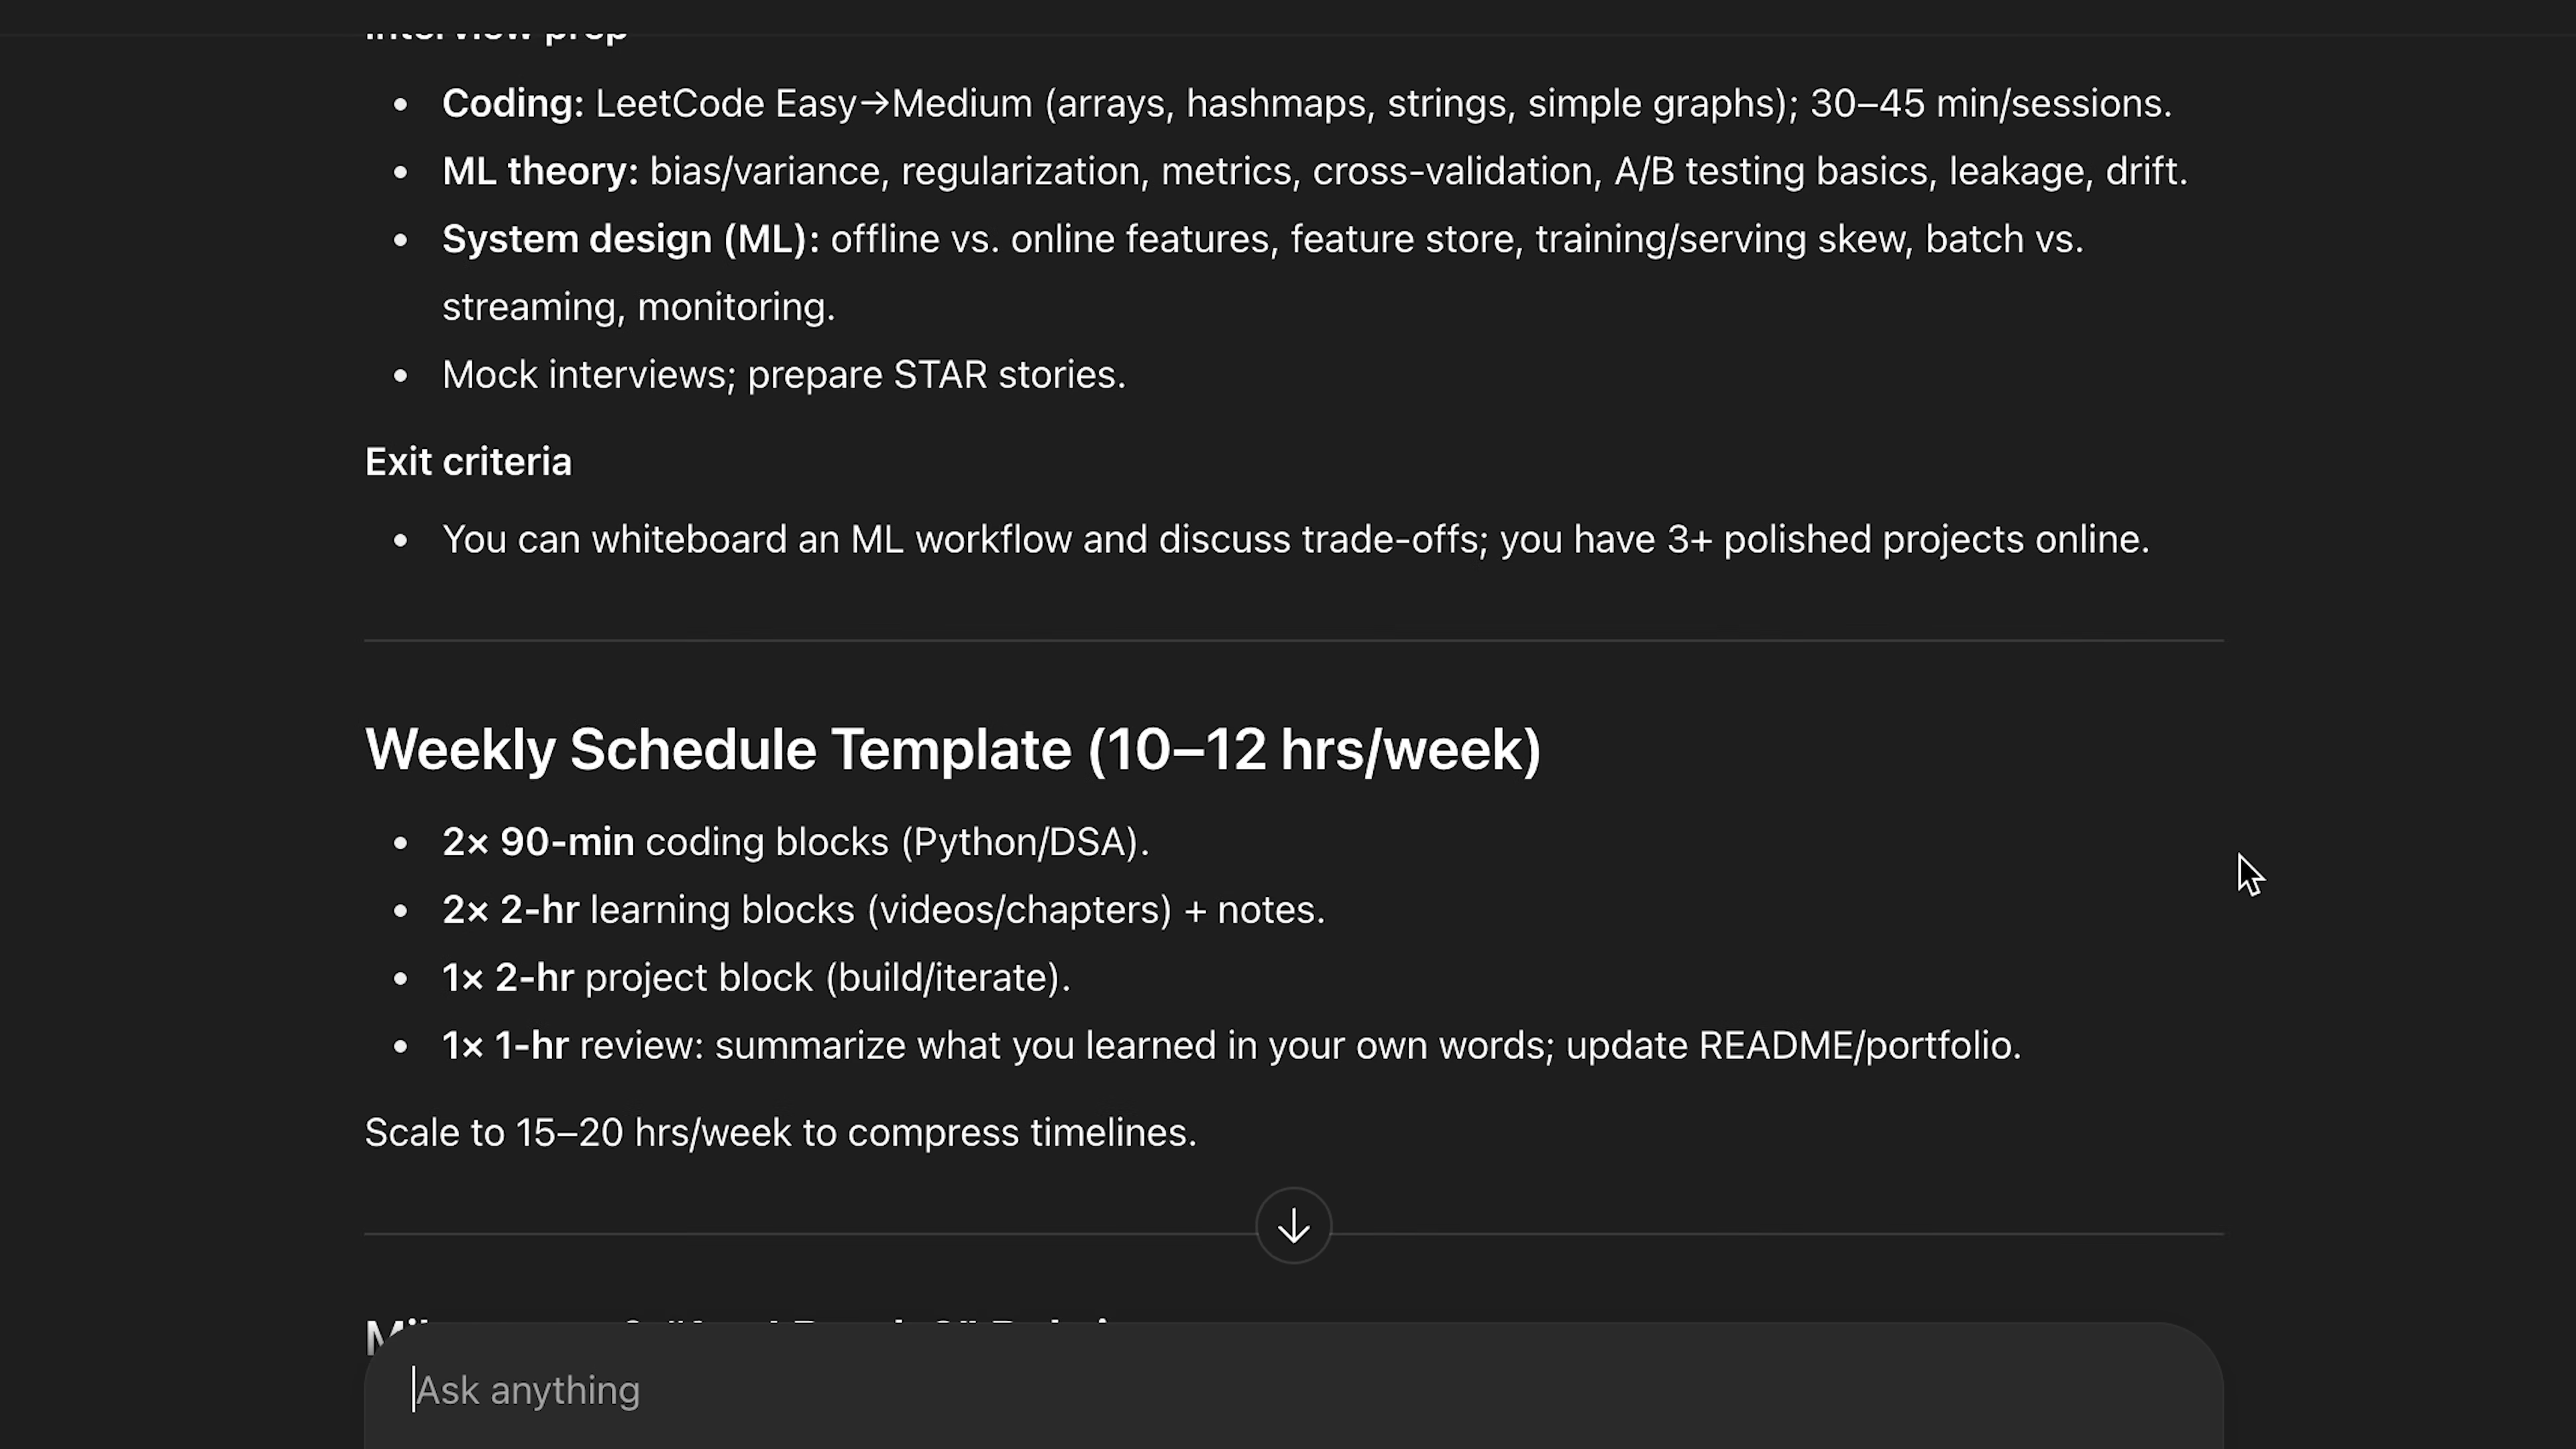 Interview prep
• Coding: LeetCode Easy→Medium (arrays, hashmaps, strings, simple graphs); 30–45 min/sessions.
• ML theory: bias/variance, regularization, metrics, cross-validation, A/B testing basics, leakage, drift.
• System design (ML): offline vs. online features, feature store, training/serving skew, batch vs.
streaming, monitoring.
• Mock interviews; prepare STAR stories.
Exit criteria
• You can whiteboard an ML workflow and discuss trade-offs; you have 3+ polished projects online.
Weekly Schedule Template (10–12 hrs/week)
• 2× 90-min coding blocks (Python/DSA).
• 2× 2-hr learning blocks (videos/chapters) + notes.
• 1× 2-hr project block (build/iterate).
• 1× 1-hr review: summarize what you learned in your own words; update README/portfolio.
Scale to 15–20 hrs/week to compress timelines.
Ask anything